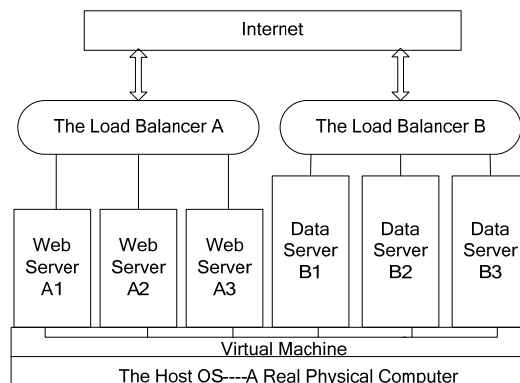 Internet
The Load Balancer A
The Load Balancer B
Web
Server
A1
Web
Server
A2
Web
Server
A3
Data
Server
B1
Data
Server
B2
Data
Server
B3
Virtual Machine
The Host OS----A Real Physical Computer